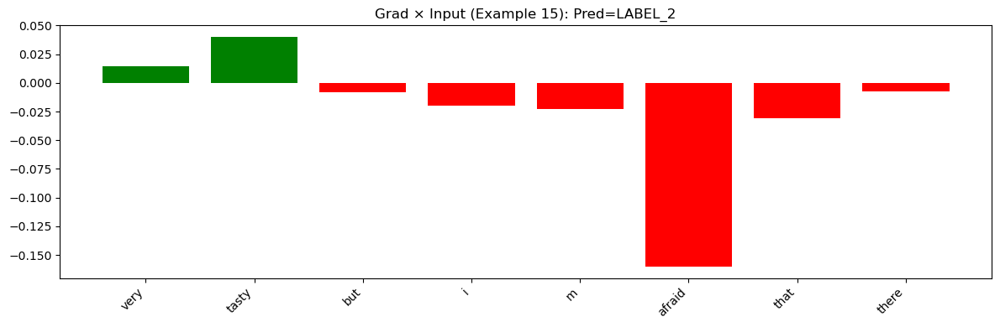 Grad × Input (Example 15): Pred=LABEL_2
0.050
0.025
0.000
−0.025
−0.050
−0.075
−0.100
−0.125
−0.150
very
tasty
but
i
m
afraid
that
there